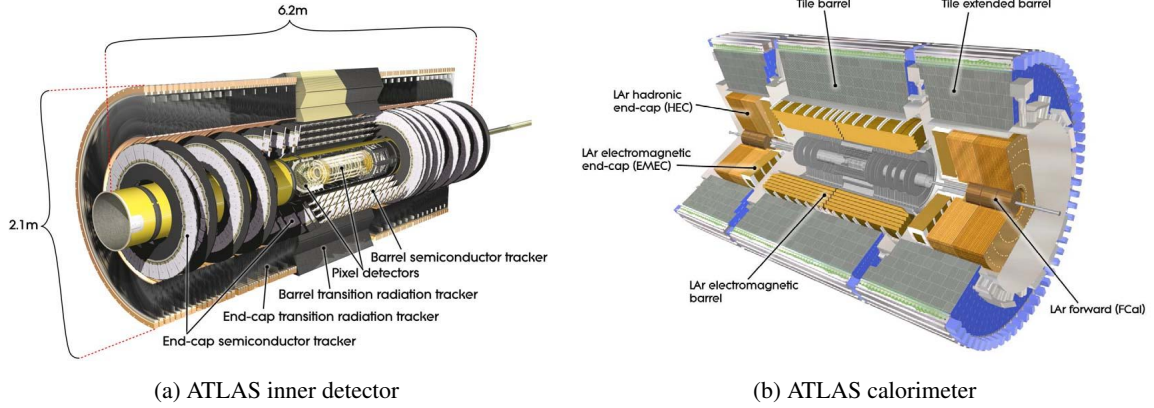 6.2m
2.1m
Barrel semiconductor tracker
Pixel detectors
Barrel transition radiation tracker
End-cap transition radiation tracker
End-cap semiconductor tracker
(a) ATLAS inner detector
Tile barrel
Tile extended barrel
LAr hadronic
end-cap (HEC)
LAr electromagnetic
end-cap (EMEC)
LAr electromagnetic
barrel
LAr forward (FCal)
(b) ATLAS calorimeter